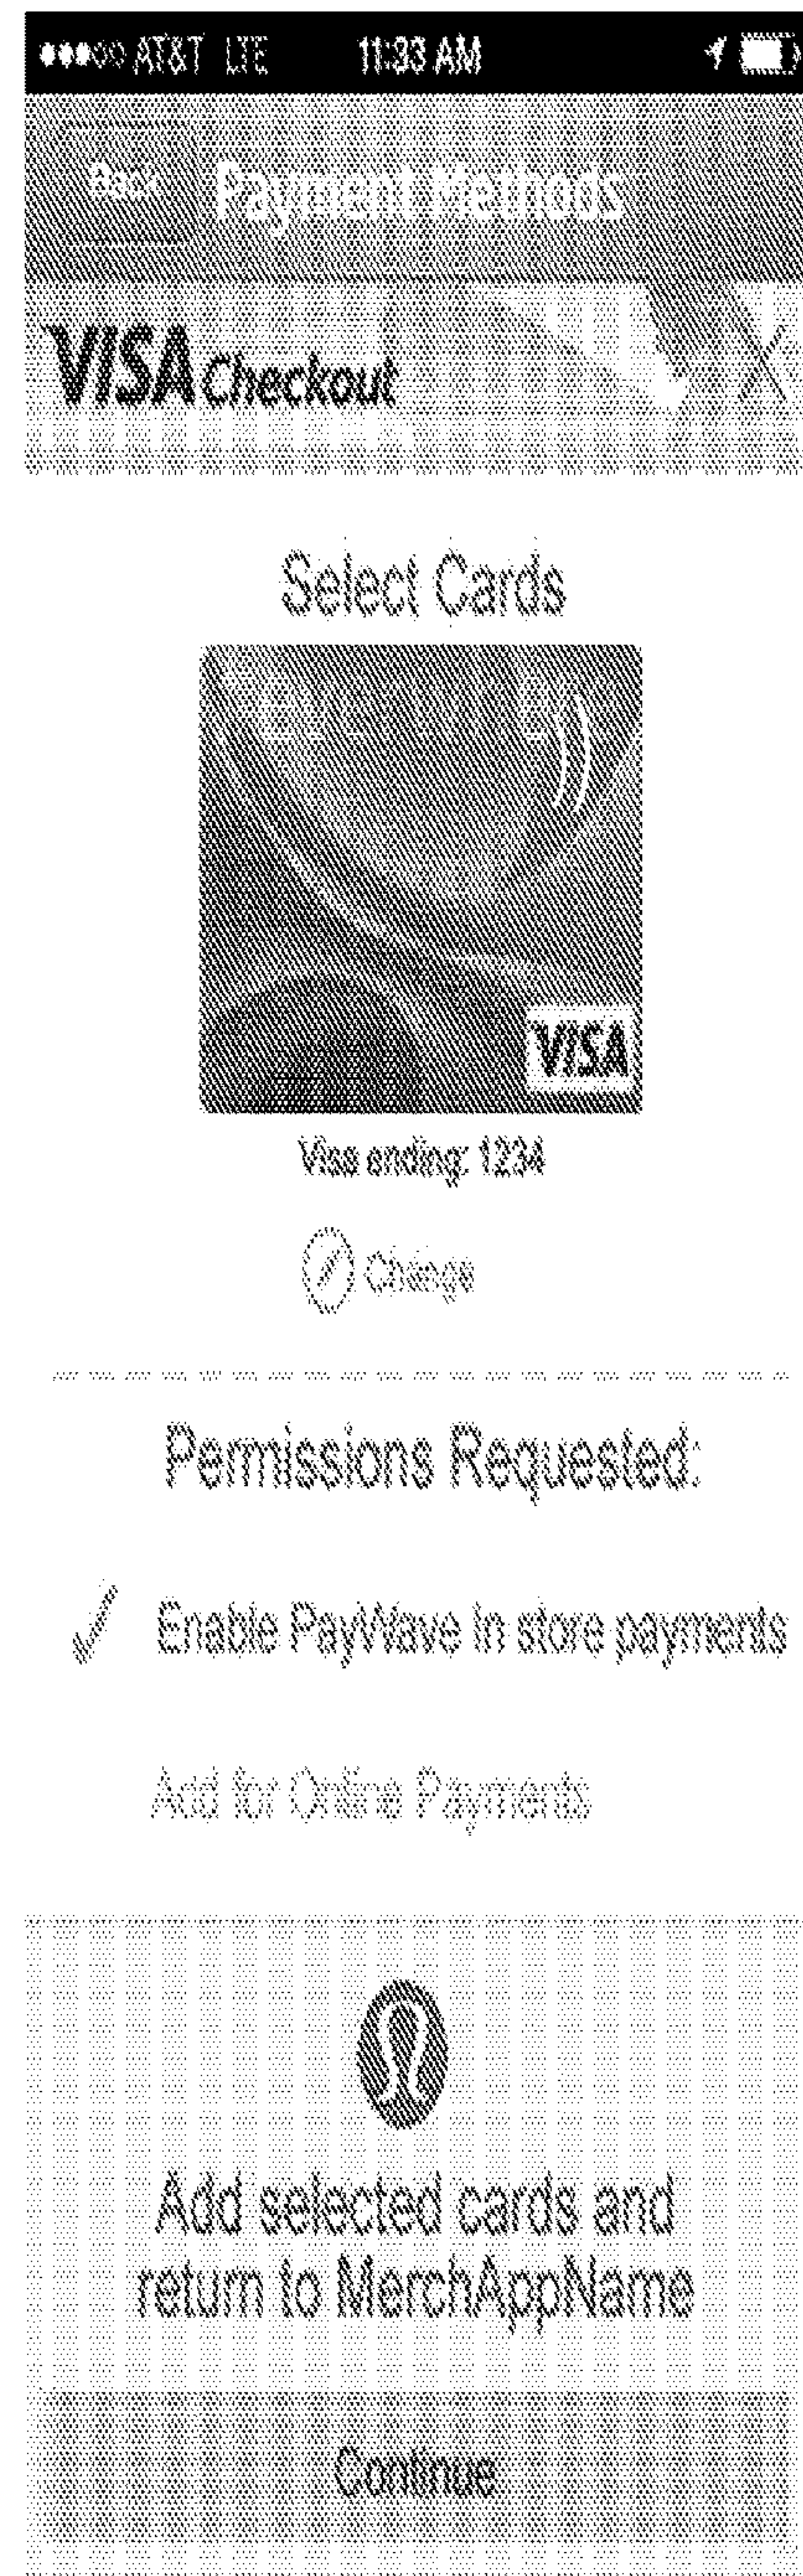 AT&T LTE 11:33 AM
Back Payment Methods
VISA Checkout
Select Cards
VISA
Visa ending: 1234
Change
Permissions Requested:
Enable PayWave in store payments
Add for Online Payments
Add selected cards and
return to MerchAppName
Continue